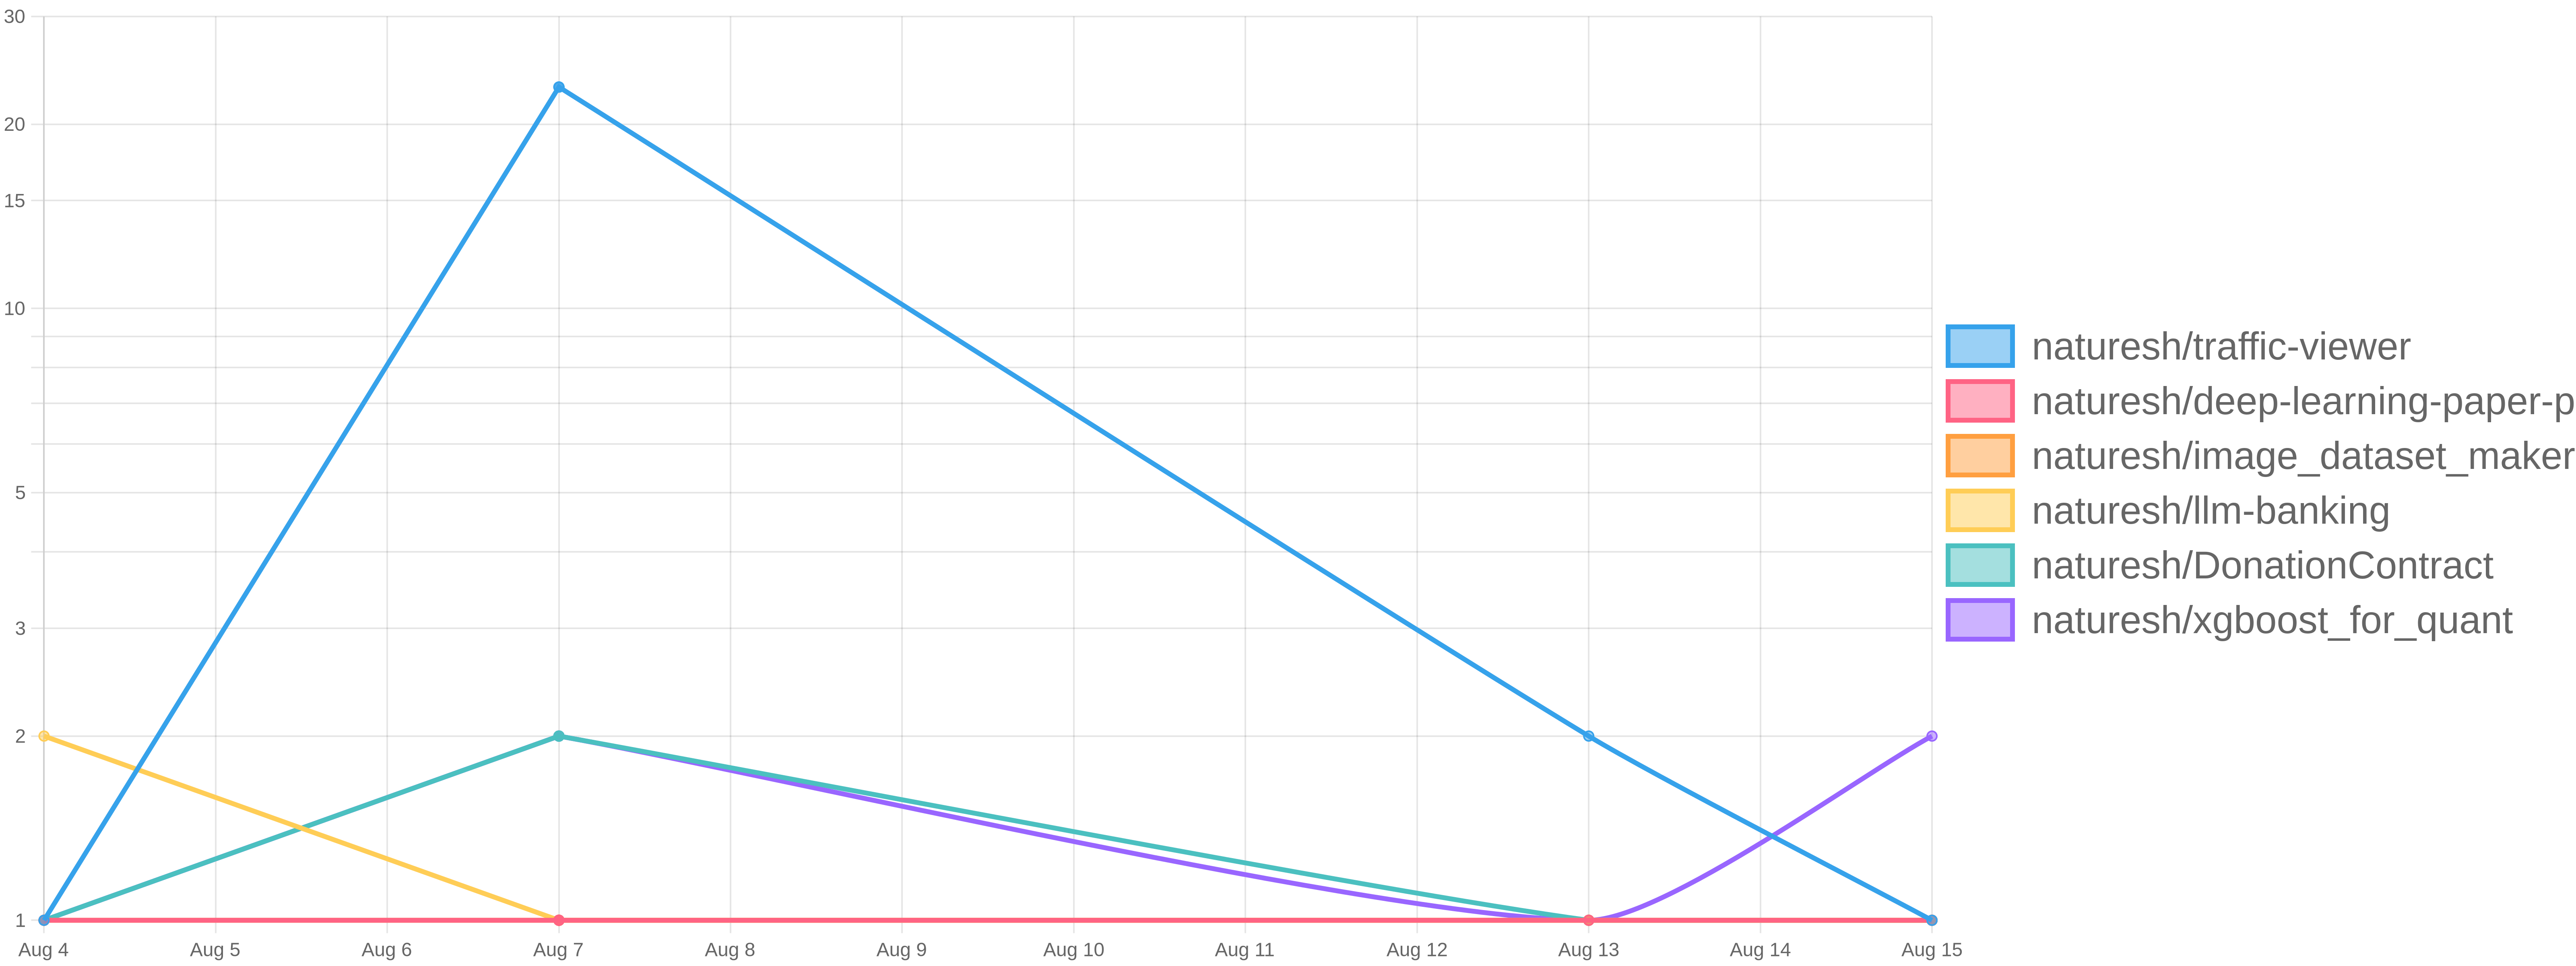 30
20
15
10
5
3
2
1
Aug 4 Aug 5 Aug 6 Aug 7 Aug 8 Aug 9 Aug 10 Aug 11 Aug 12 Aug 13 Aug 14 Aug 15
naturesh/traffic-viewer
naturesh/deep-learning-paper-p
naturesh/image_dataset_maker
naturesh/llm-banking
naturesh/DonationContract
naturesh/xgboost_for_quant